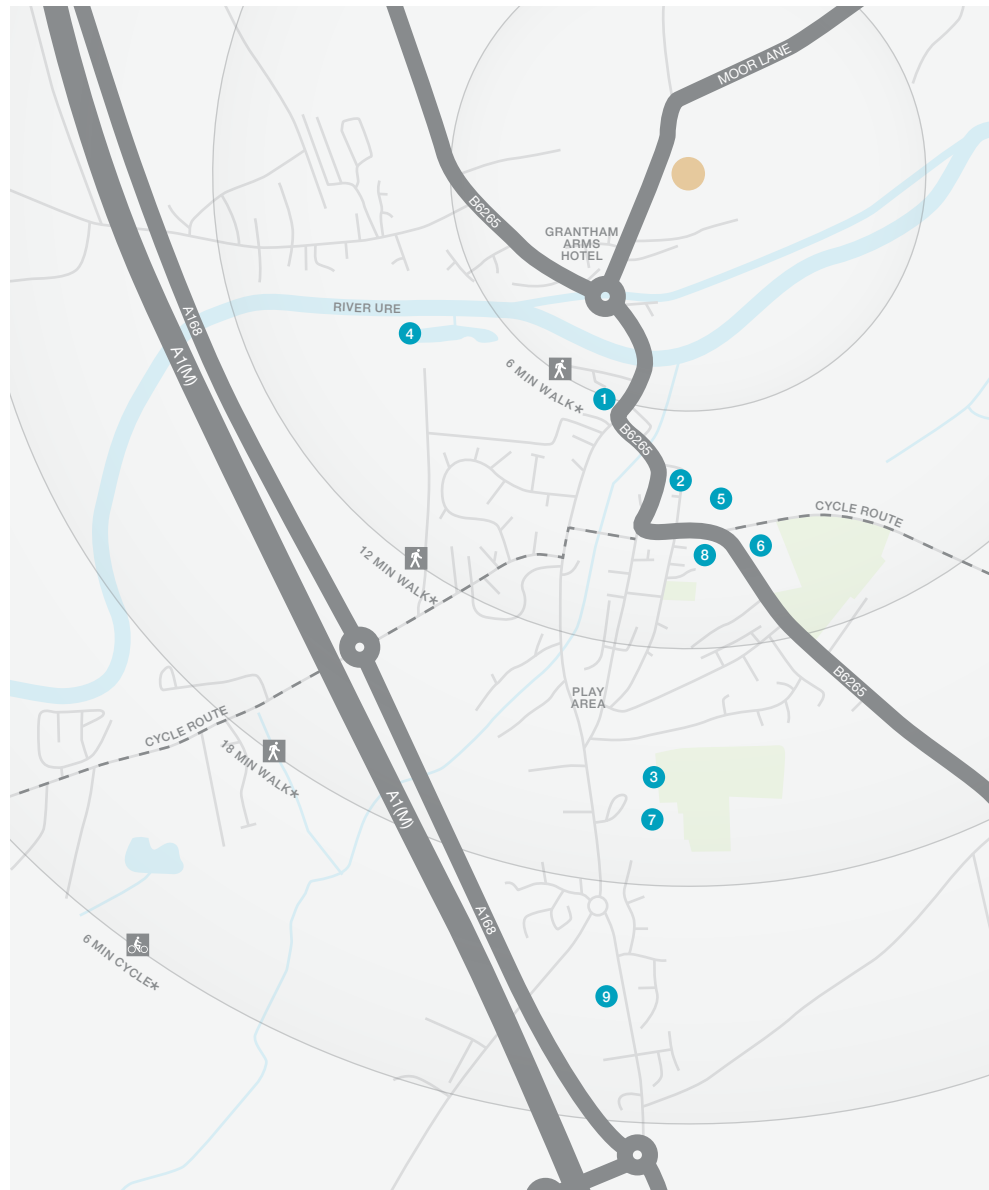 MOOR LANE
B6265
GRANTHAM
ARMS
HOTEL
A168
RIVER URE
4
A1(M)
6 MIN WALK*
1
B6265
2
5
CYCLE ROUTE
6
8
12 MIN WALK*
B6265
PLAY
AREA
CYCLE ROUTE
18 MIN WALK*
3
A1(M)
7
A168
6 MIN CYCLE*
9